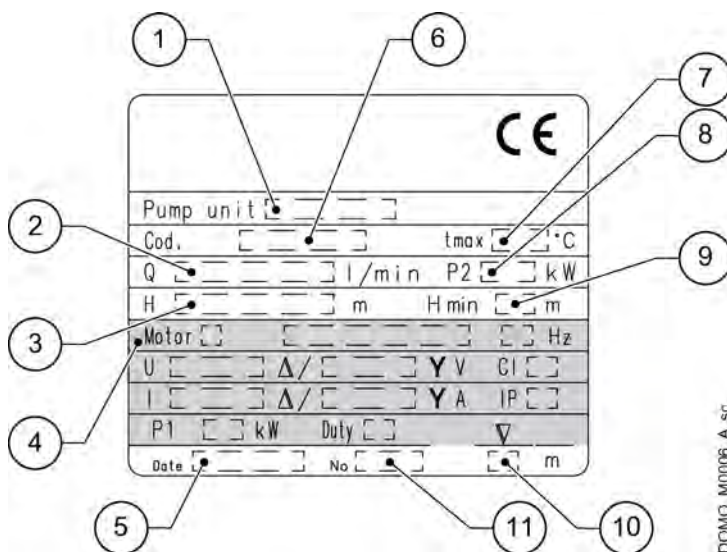 1 6
7
CE
8
Pump unit
2
Cod. tmax °C
Q l/min P2 kW
9
H m H min m
3
Motor Hz
U Δ/ Y V Cl
I Δ/ Y A IP
4
P1 kW Duty ∇
Date No m
5 11 10